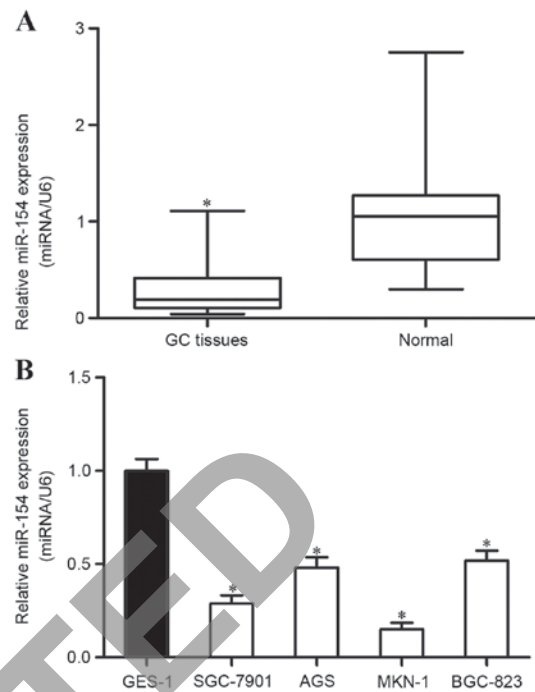 A
Relative miR-154 expression
(miRNA/U6)
3
2
1
0
*
GC tissues
Normal
B
Relative miR-154 expression
(miRNA/U6)
1.5
1.0
0.5
0.0
*
*
*
*
GES-1
SGC-7901
AGS
MKN-1
BGC-823
TED